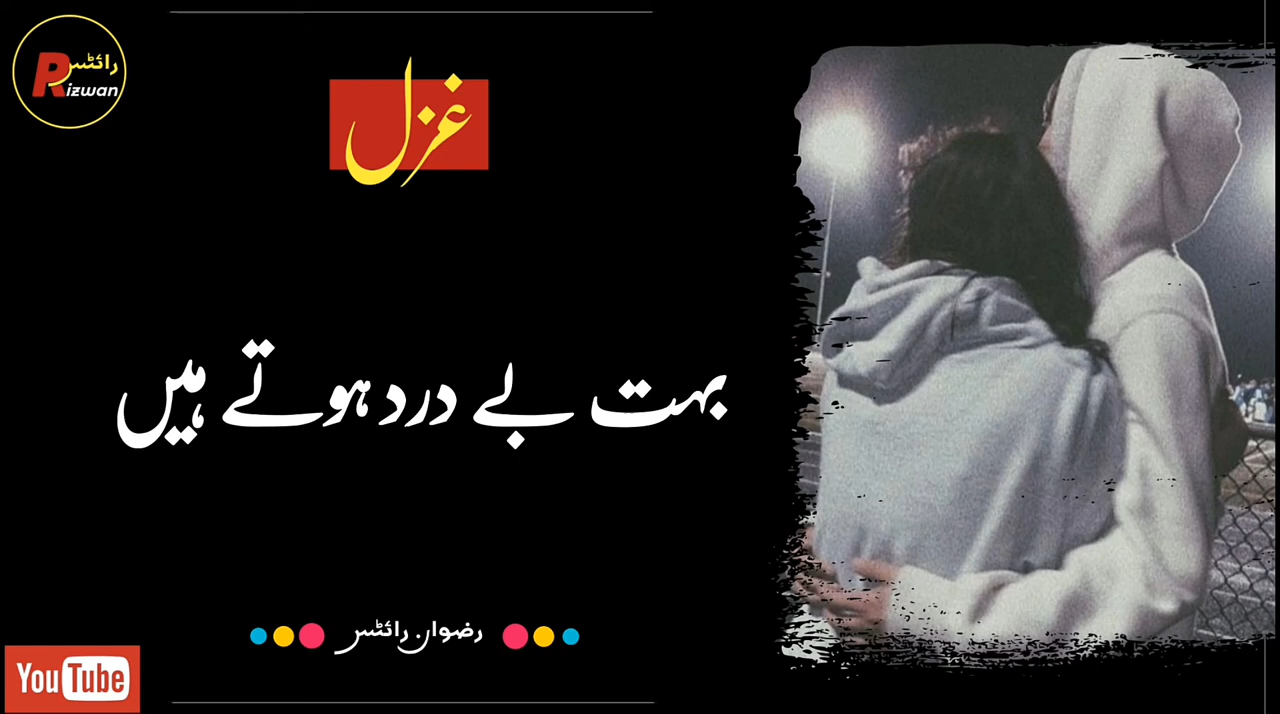 رائٹس
Rizwan
غزل
بہت بے درد ہوتے ہیں
رضوان رائٹس
YouTube